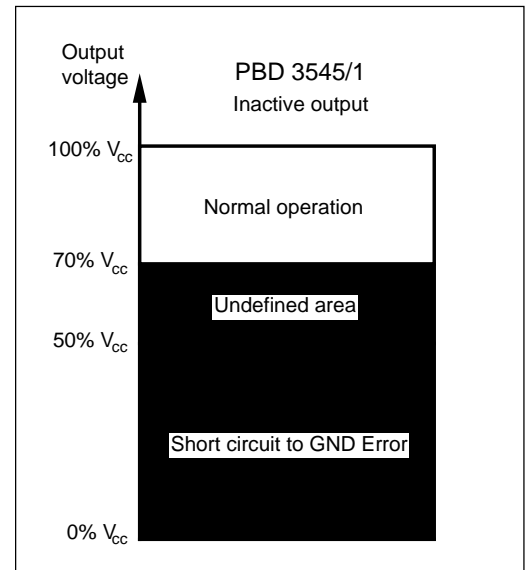 Output
voltage
PBD 3545/1
Inactive output
100% Vcc
Normal operation
70% Vcc
Undefined area
50% Vcc
Short circuit to GND Error
0% Vcc